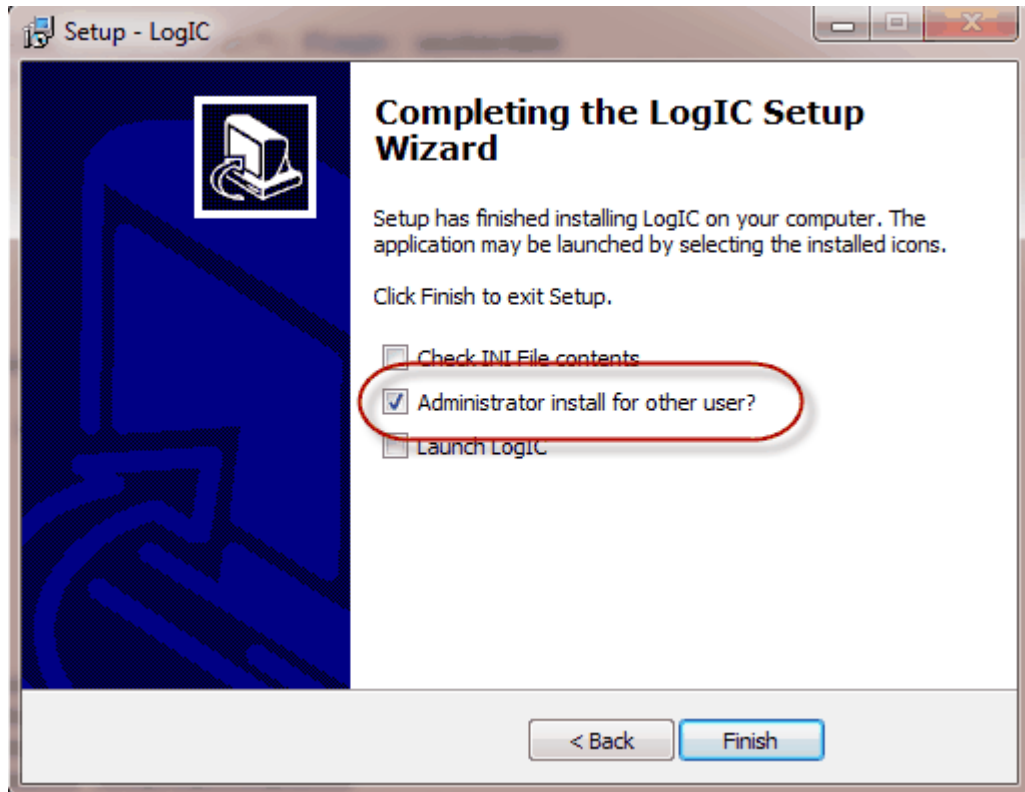 Setup - LogIC
Completing the LogIC Setup
Wizard
Setup has finished installing LogIC on your computer. The
application may be launched by selecting the installed icons.
Click Finish to exit Setup.
Check INI File contents
Administrator install for other user?
Launch LogIC
< Back
Finish